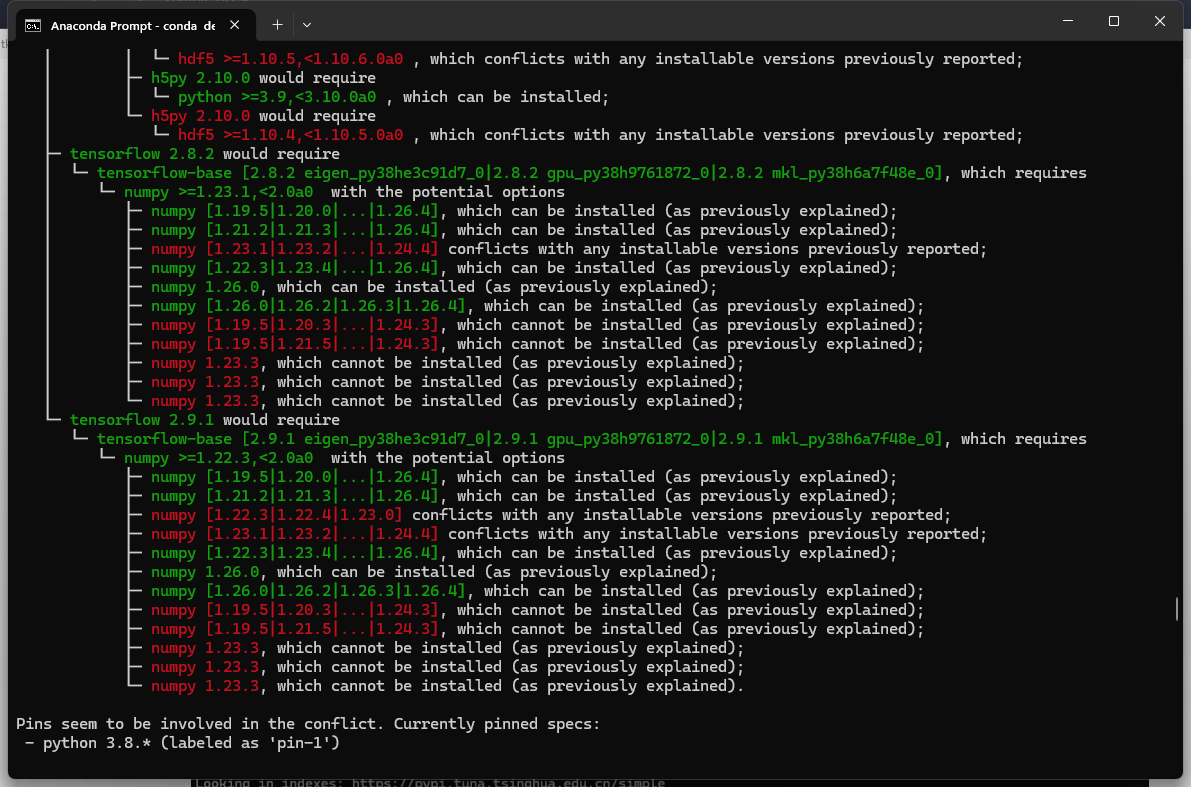 Anaconda Prompt - conda de
hdf5 >=1.10.5,<1.10.6.0a0 , which conflicts with any installable versions previously reported;
h5py 2.10.0 would require
python >=3.9,<3.10.0a0 , which can be installed;
h5py 2.10.0 would require
hdf5 >=1.10.4,<1.10.5.0a0 , which conflicts with any installable versions previously reported;
tensorflow 2.8.2 would require
tensorflow-base [2.8.2 eigen_py38he3c91d7_0|2.8.2 gpu_py38h9761872_0|2.8.2 mkl_py38h6a7f48e_0], which requires
numpy >=1.23.1,<2.0a0  with the potential options
numpy [1.19.5|1.20.0|...|1.26.4], which can be installed (as previously explained);
numpy [1.21.2|1.21.3|...|1.26.4], which can be installed (as previously explained);
numpy [1.23.1|1.23.2|...|1.24.4] conflicts with any installable versions previously reported;
numpy [1.22.3|1.23.4|...|1.26.4], which can be installed (as previously explained);
numpy 1.26.0, which can be installed (as previously explained);
numpy [1.26.0|1.26.2|1.26.3|1.26.4], which can be installed (as previously explained);
numpy [1.19.5|1.20.3|...|1.24.3], which cannot be installed (as previously explained);
numpy [1.19.5|1.21.5|...|1.24.3], which cannot be installed (as previously explained);
numpy 1.23.3, which cannot be installed (as previously explained);
numpy 1.23.3, which cannot be installed (as previously explained);
numpy 1.23.3, which cannot be installed (as previously explained);
tensorflow 2.9.1 would require
tensorflow-base [2.9.1 eigen_py38he3c91d7_0|2.9.1 gpu_py38h9761872_0|2.9.1 mkl_py38h6a7f48e_0], which requires
numpy >=1.22.3,<2.0a0  with the potential options
numpy [1.19.5|1.20.0|...|1.26.4], which can be installed (as previously explained);
numpy [1.21.2|1.21.3|...|1.26.4], which can be installed (as previously explained);
numpy [1.22.3|1.22.4|1.23.0] conflicts with any installable versions previously reported;
numpy [1.23.1|1.23.2|...|1.24.4] conflicts with any installable versions previously reported;
numpy [1.22.3|1.23.4|...|1.26.4], which can be installed (as previously explained);
numpy 1.26.0, which can be installed (as previously explained);
numpy [1.26.0|1.26.2|1.26.3|1.26.4], which can be installed (as previously explained);
numpy [1.19.5|1.20.3|...|1.24.3], which cannot be installed (as previously explained);
numpy [1.19.5|1.21.5|...|1.24.3], which cannot be installed (as previously explained);
numpy 1.23.3, which cannot be installed (as previously explained);
numpy 1.23.3, which cannot be installed (as previously explained);
numpy 1.23.3, which cannot be installed (as previously explained).
Pins seem to be involved in the conflict. Currently pinned specs:
- python 3.8.* (labeled as 'pin-1')
Looking in indexes: https://pypi.tuna.tsinghua.edu.cn/simple